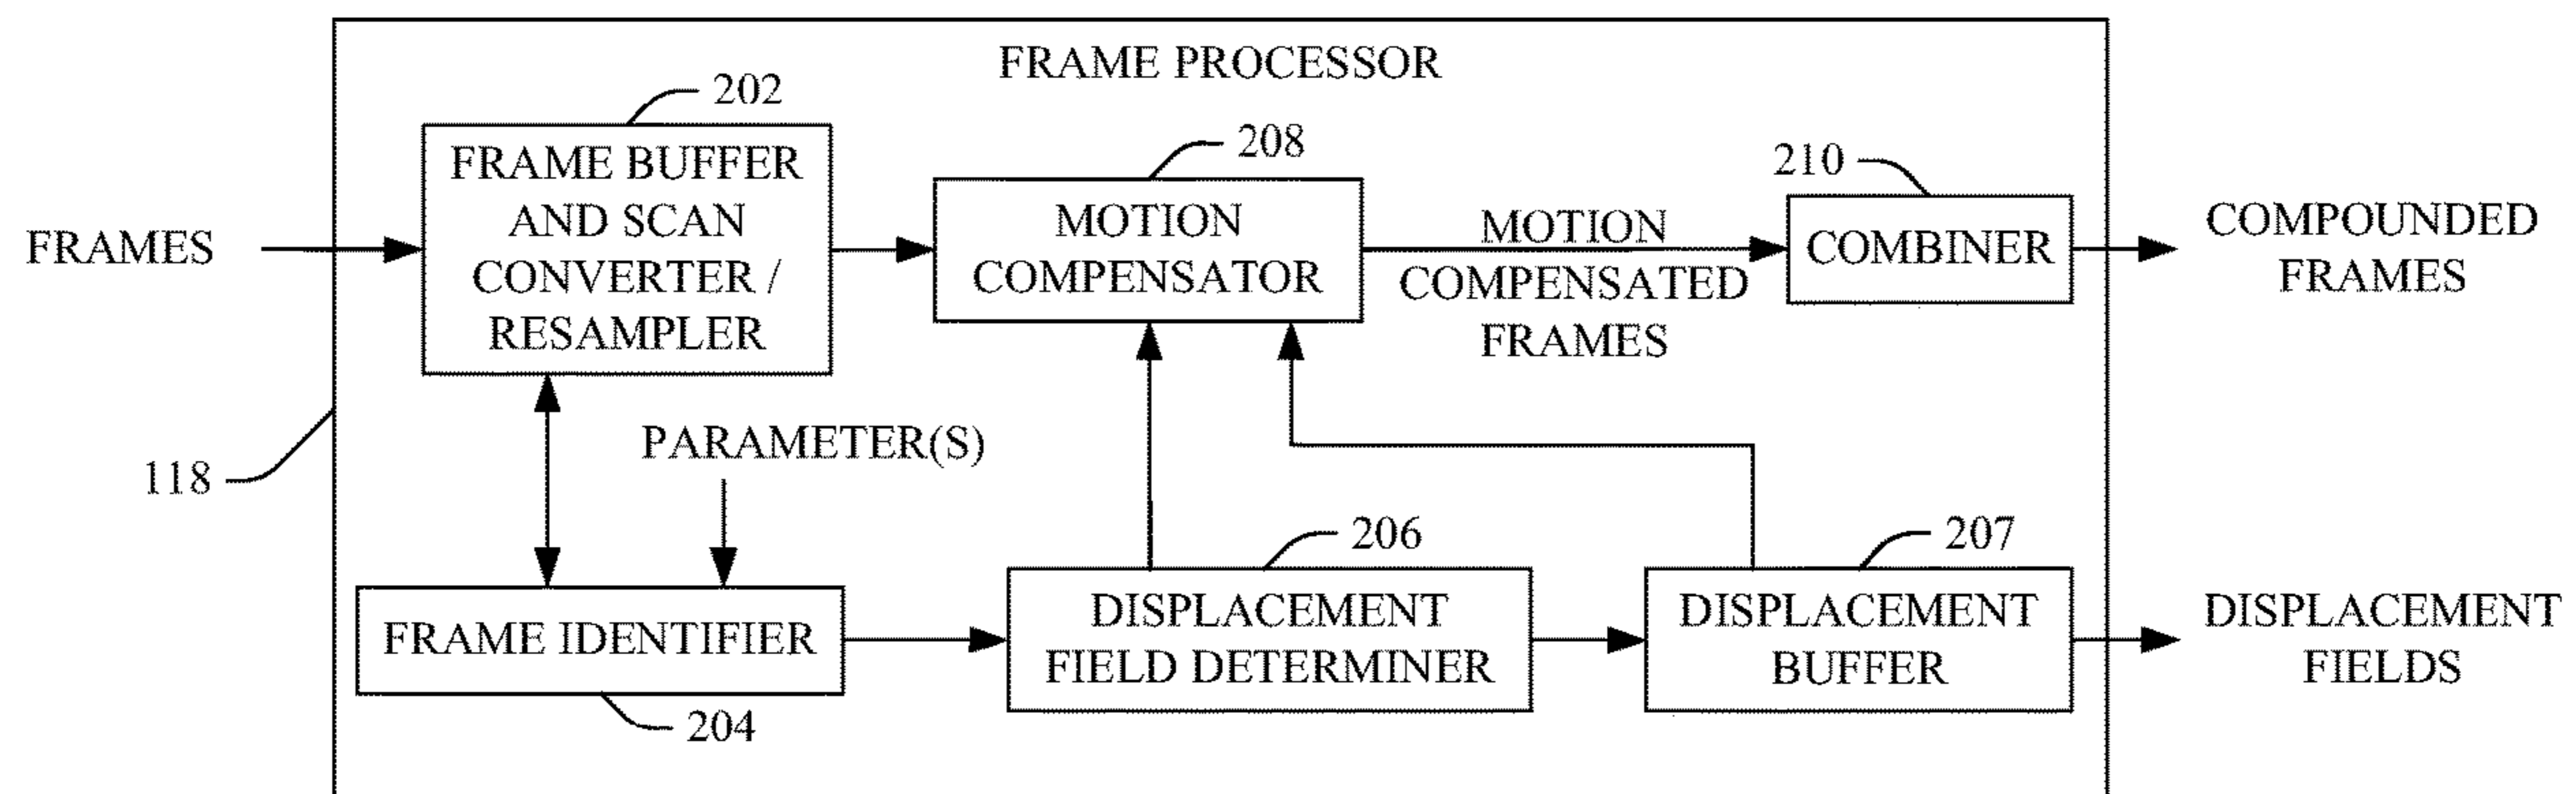 FRAME PROCESSOR
202
FRAME BUFFER
AND SCAN
CONVERTER /
RESAMPLER
208
MOTION
COMPENSATOR
MOTION
COMPENSATED
FRAMES
210
COMBINER
FRAMES
COMPOUNDED
FRAMES
118
PARAMETER(S)
FRAME IDENTIFIER
204
206
DISPLACEMENT
FIELD DETERMINER
207
DISPLACEMENT
BUFFER
DISPLACEMENT
FIELDS